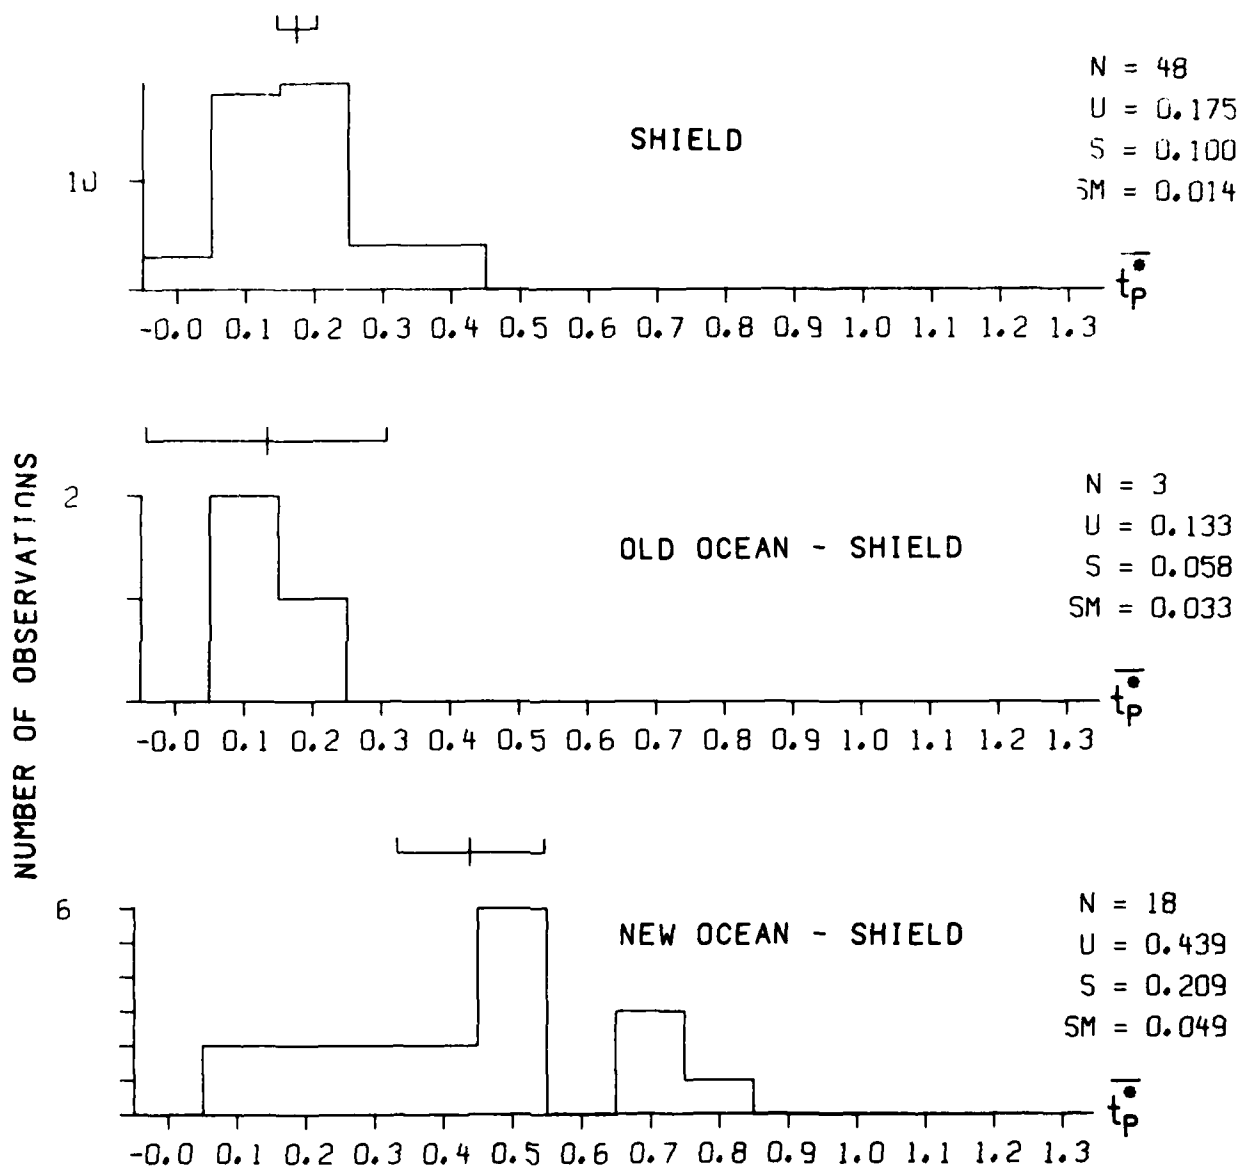 N = 48
U = 0.175
SHIELD
S = 0.100
10
SM = 0.014
t*P
-0.0 0.1 0.2 0.3 0.4 0.5 0.6 0.7 0.8 0.9 1.0 1.1 1.2 1.3
NUMBER OF OBSERVATIONS
2
N = 3
U = 0.133
OLD OCEAN - SHIELD
S = 0.058
SM = 0.033
t*P
-0.0 0.1 0.2 0.3 0.4 0.5 0.6 0.7 0.8 0.9 1.0 1.1 1.2 1.3
6
N = 18
NEW OCEAN - SHIELD
U = 0.439
S = 0.209
SM = 0.049
t*P
-0.0 0.1 0.2 0.3 0.4 0.5 0.6 0.7 0.8 0.9 1.0 1.1 1.2 1.3